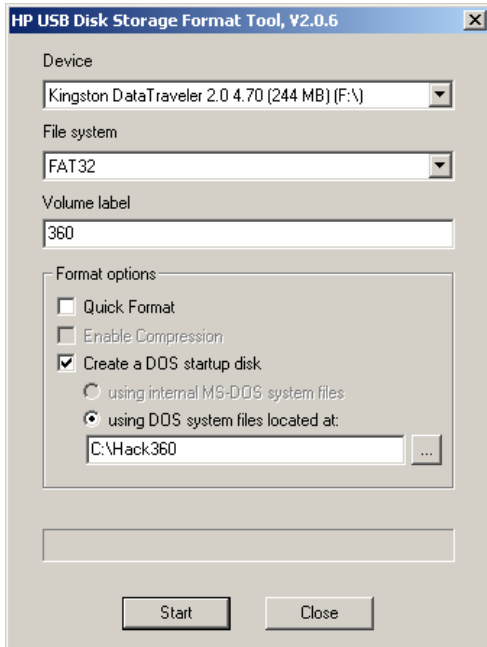 HP USB Disk Storage Format Tool, V2.0.6
Device
Kingston DataTraveler 2.0 4.70 (244 MB) (F:\)
File system
FAT32
Volume label
360
Format options
Quick Format
Enable Compression
Create a DOS startup disk
using internal MS-DOS system files
using DOS system files located at:
C:\Hack360
...
Start
Close